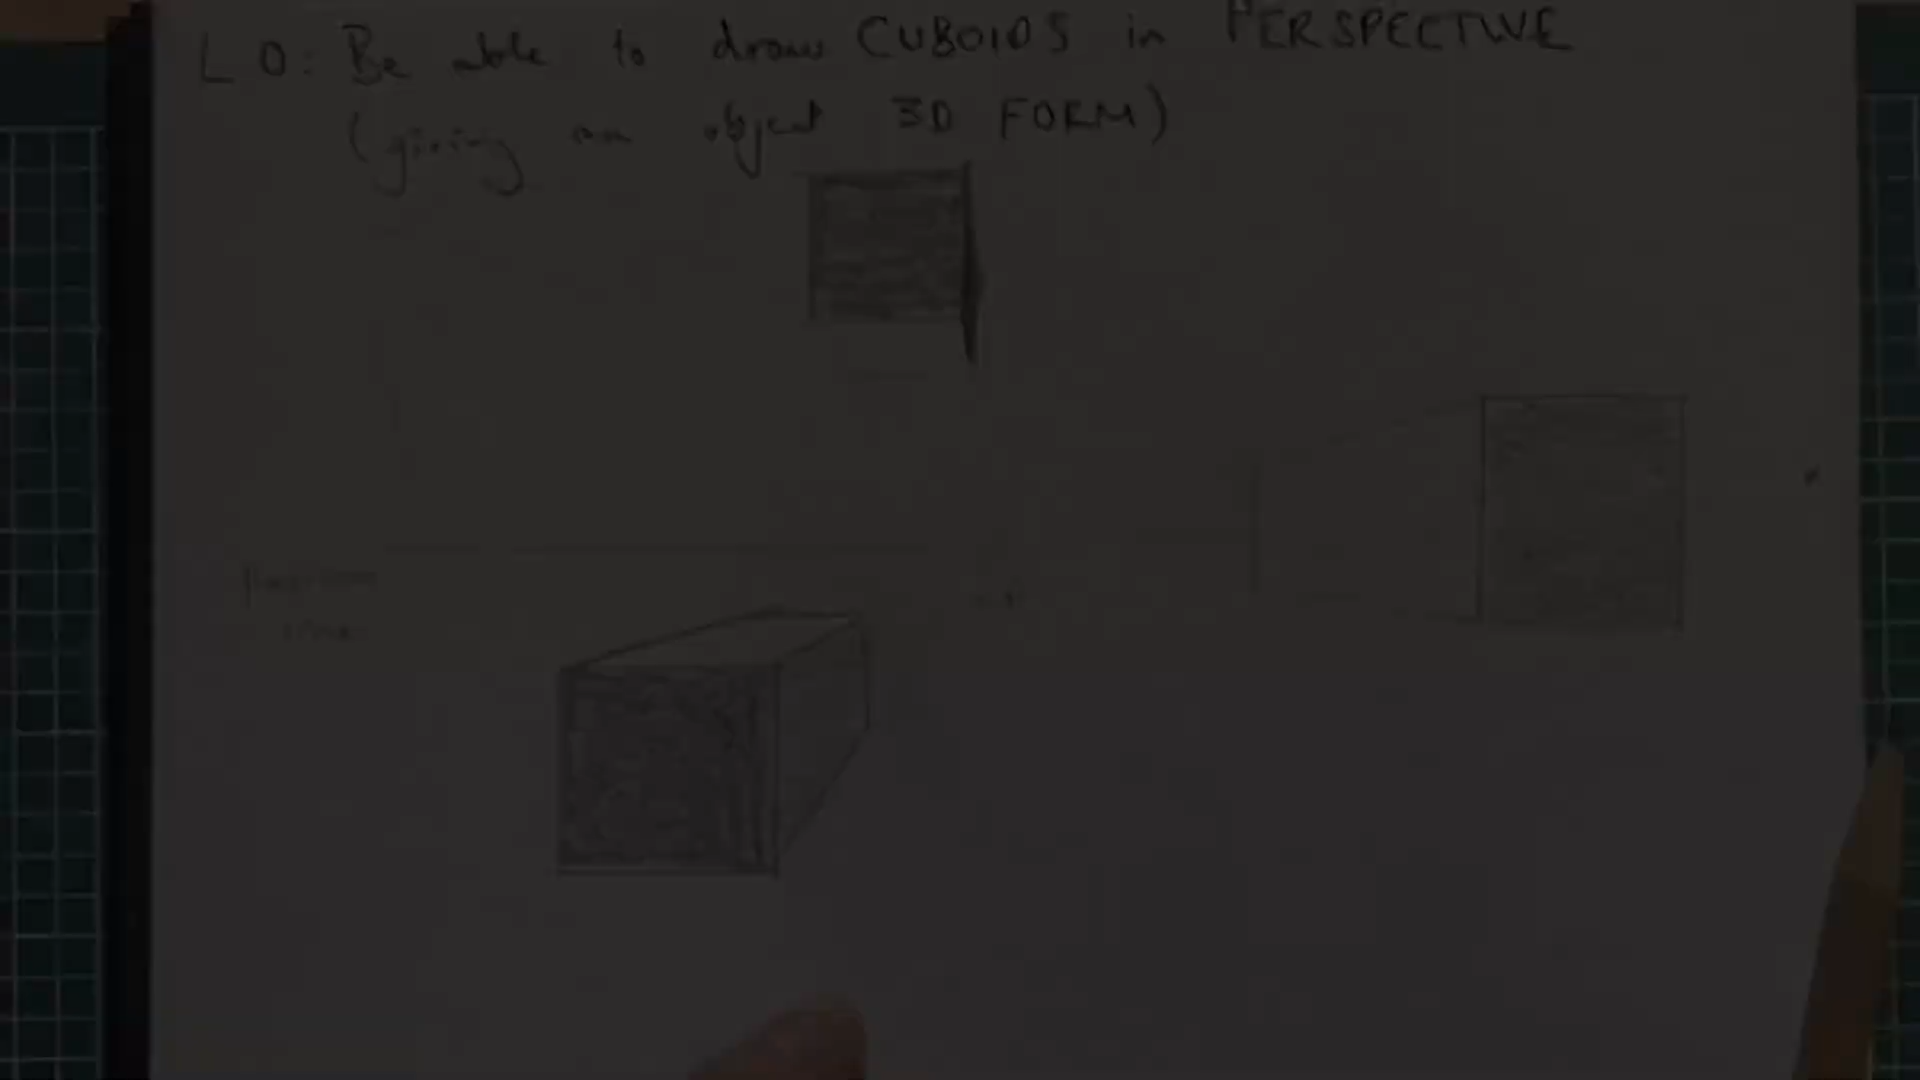 LO: Be able to draw CUBOIDS in PERSPECTIVE
(giving an object 3D FORM)